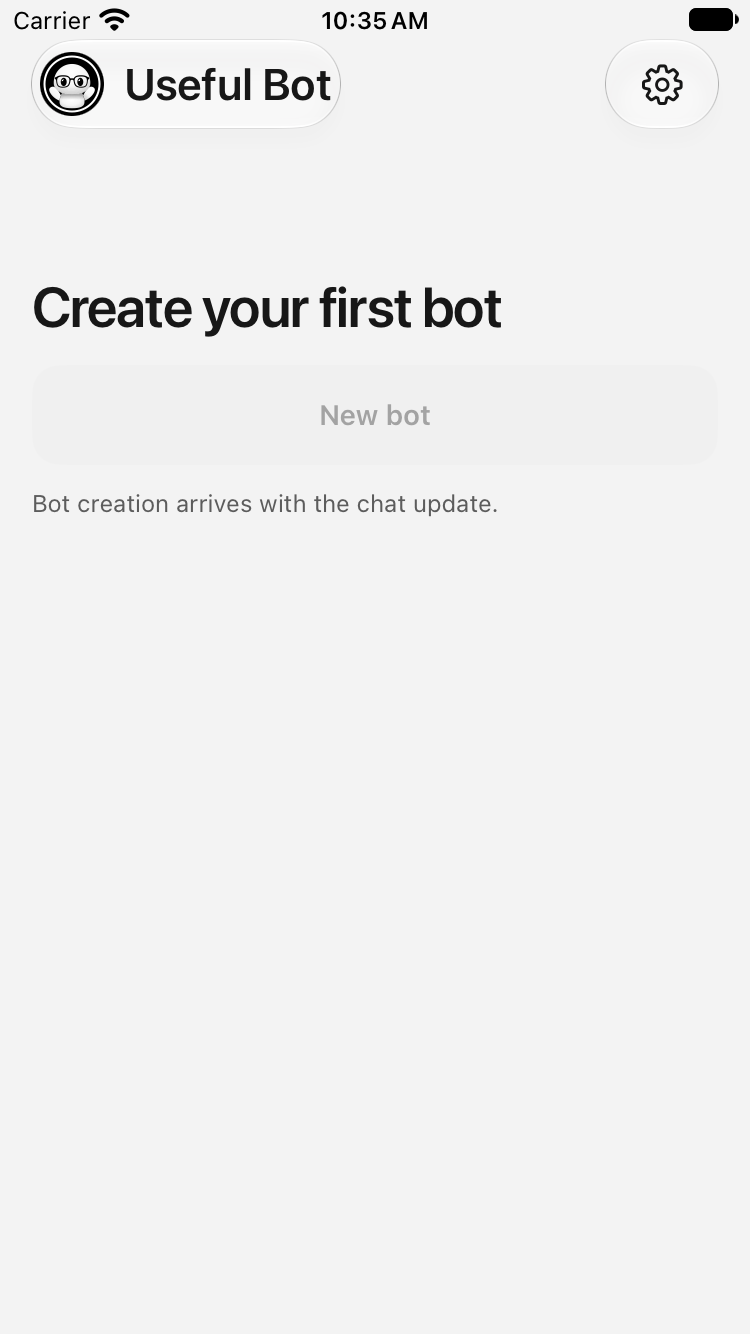 Carrier 10:35 AM
Useful Bot
Create your first bot
New bot
Bot creation arrives with the chat update.